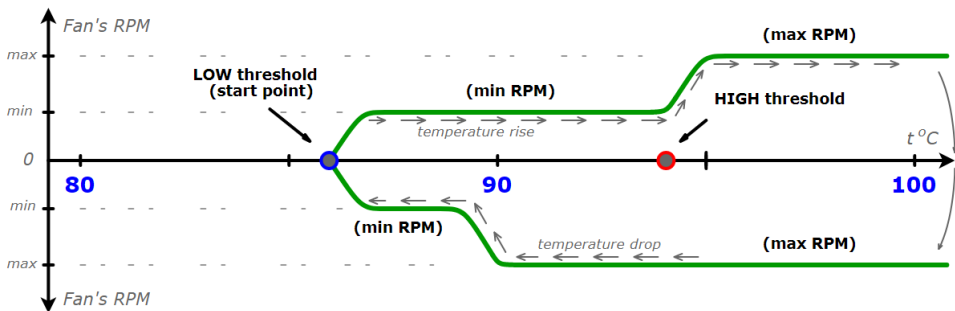 Fan's RPM
max
(max RPM)
LOW threshold
(start point)
(min RPM)
HIGH threshold
min
temperature rise
t °C
0
80
90
100
min
(min RPM)
temperature drop
(max RPM)
max
Fan's RPM